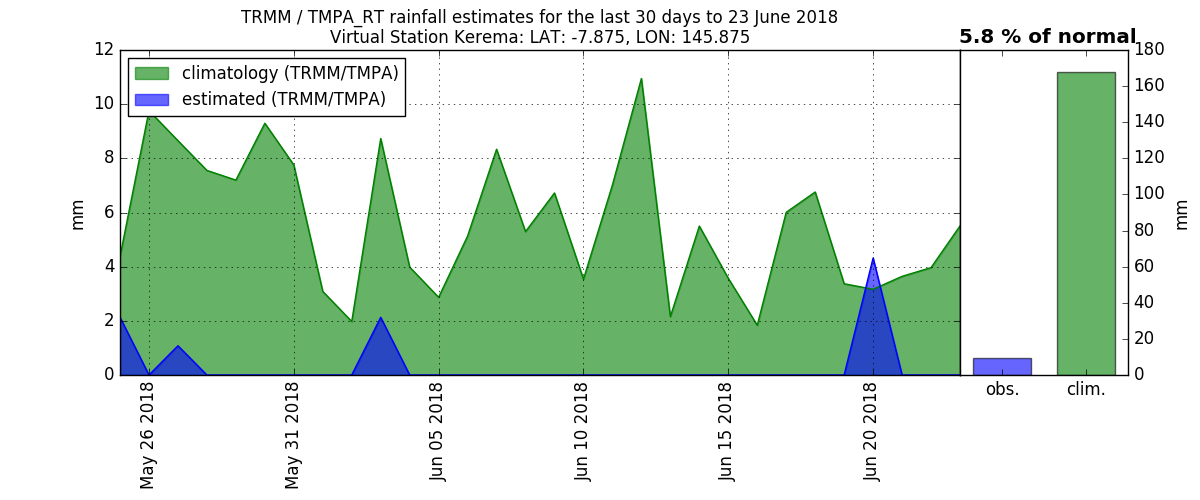 TRMM / TMPA_RT rainfall estimates for the last 30 days to 23 June 2018
Virtual Station Kerema: LAT: -7.875, LON: 145.875
5.8 % of normal
climatology (TRMM/TMPA)
estimated (TRMM/TMPA)
12
10
8
6
4
2
0
mm
May 26 2018
May 31 2018
Jun 05 2018
Jun 10 2018
Jun 15 2018
Jun 20 2018
obs.
clim.
180
160
140
120
100
80
60
40
20
0
mm